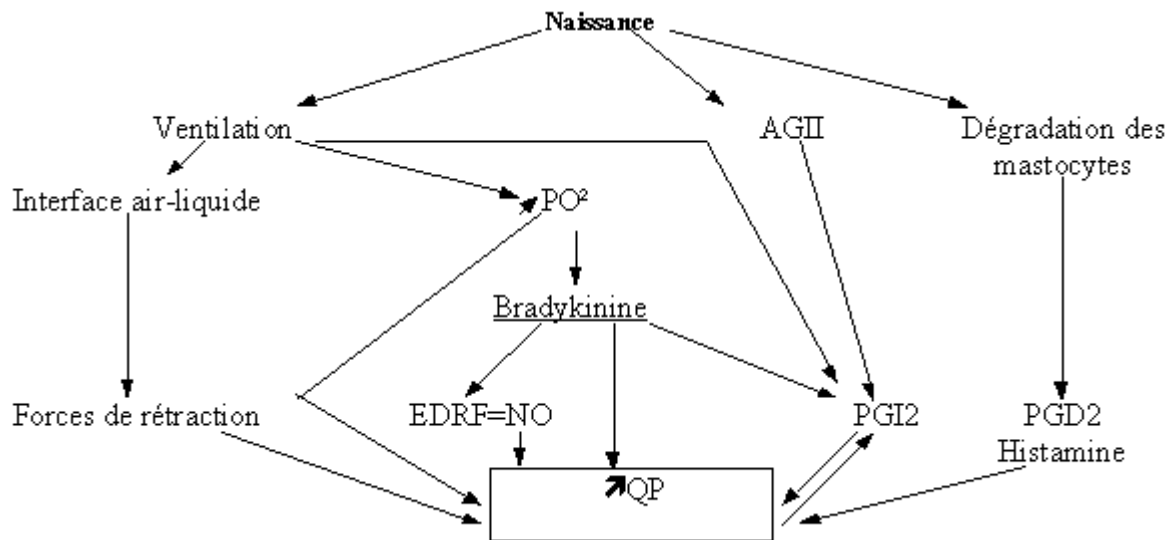 Naissance
Ventilation
AGII
Dégradation des
mastocytes
Interface air-liquide
PO²
Bradykinine
Forces de rétraction
EDRF=NO
PGI2
PGD2
Histamine
↗QP